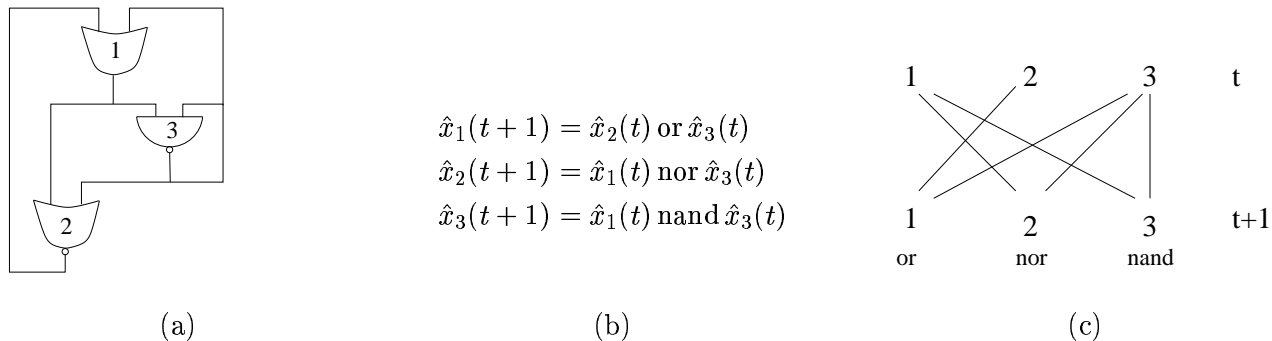 1
3
2
(a)
x̂₁(t + 1) = x̂₂(t) or x̂₃(t)
x̂₂(t + 1) = x̂₁(t) nor x̂₃(t)
x̂₃(t + 1) = x̂₁(t) nand x̂₃(t)
(b)
1 2 3 t
1 2 3 t+1
or nor nand
(c)